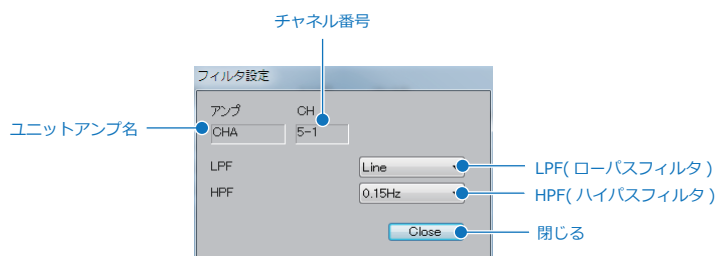 チャネル番号
フィルタ設定
アンプ CH
ユニットアンプ名 CHA 5-1
LPF Line LPF( ローパスフィルタ )
HPF 0.15Hz HPF( ハイパスフィルタ )
Close 閉じる